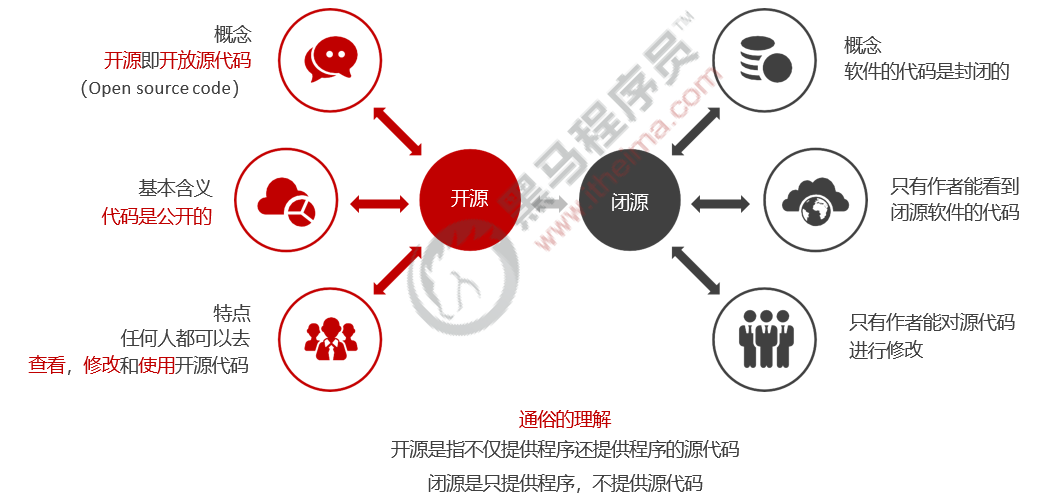 概念
开源即开放源代码
（Open source code）
基本含义
代码是公开的
特点
任何人都可以去
查看，修改和使用开源代码
开源
闭源
概念
软件的代码是封闭的
只有作者能看到
闭源软件的代码
只有作者能对源代码
进行修改
通俗的理解
开源是指不仅提供程序还提供程序的源代码
闭源是只提供程序，不提供源代码
黑马程序员™
www.itheima.com